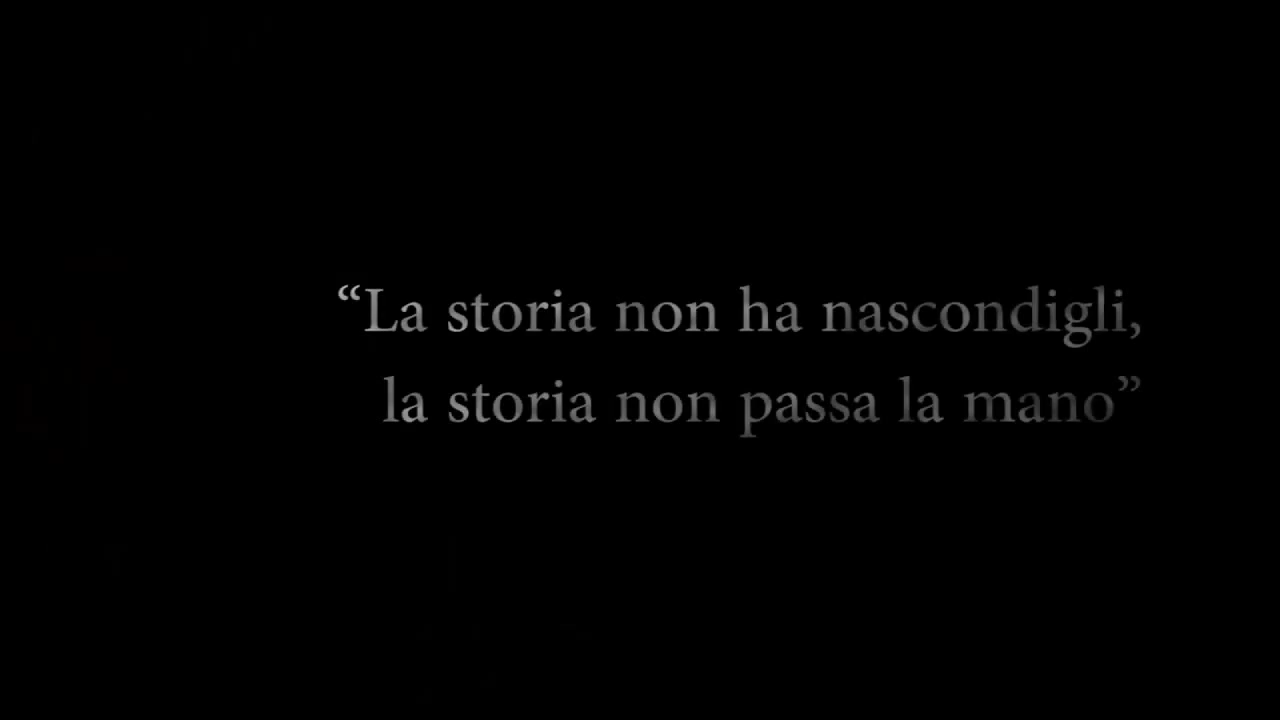 “La storia non ha nascondigli,
la storia non passa la mano”